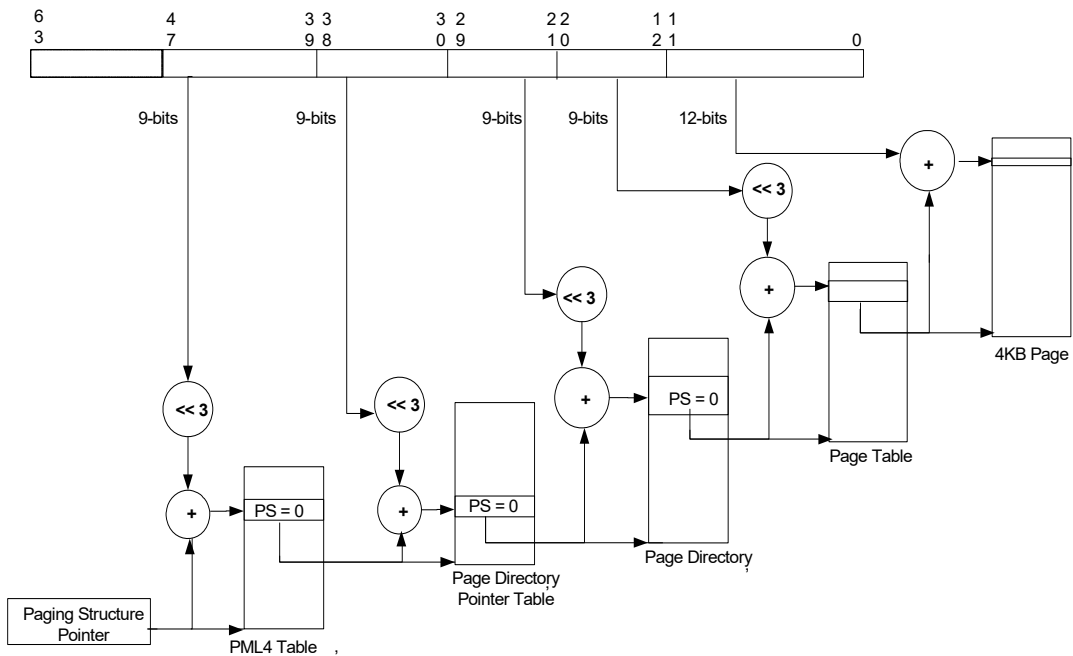 6 4 3 3 3 2 2 2 1 1
3 7 9 8 0 9 1 0 2 1 0
9-bits 9-bits 9-bits 9-bits 12-bits
+
<< 3
<< 3
+
+
PS = 0
4KB Page
<< 3
<< 3
Page Table
+
+
PS = 0
PS = 0
Page Directory,
Page Directory,
Pointer Table
Paging Structure
Pointer
PML4 Table ,